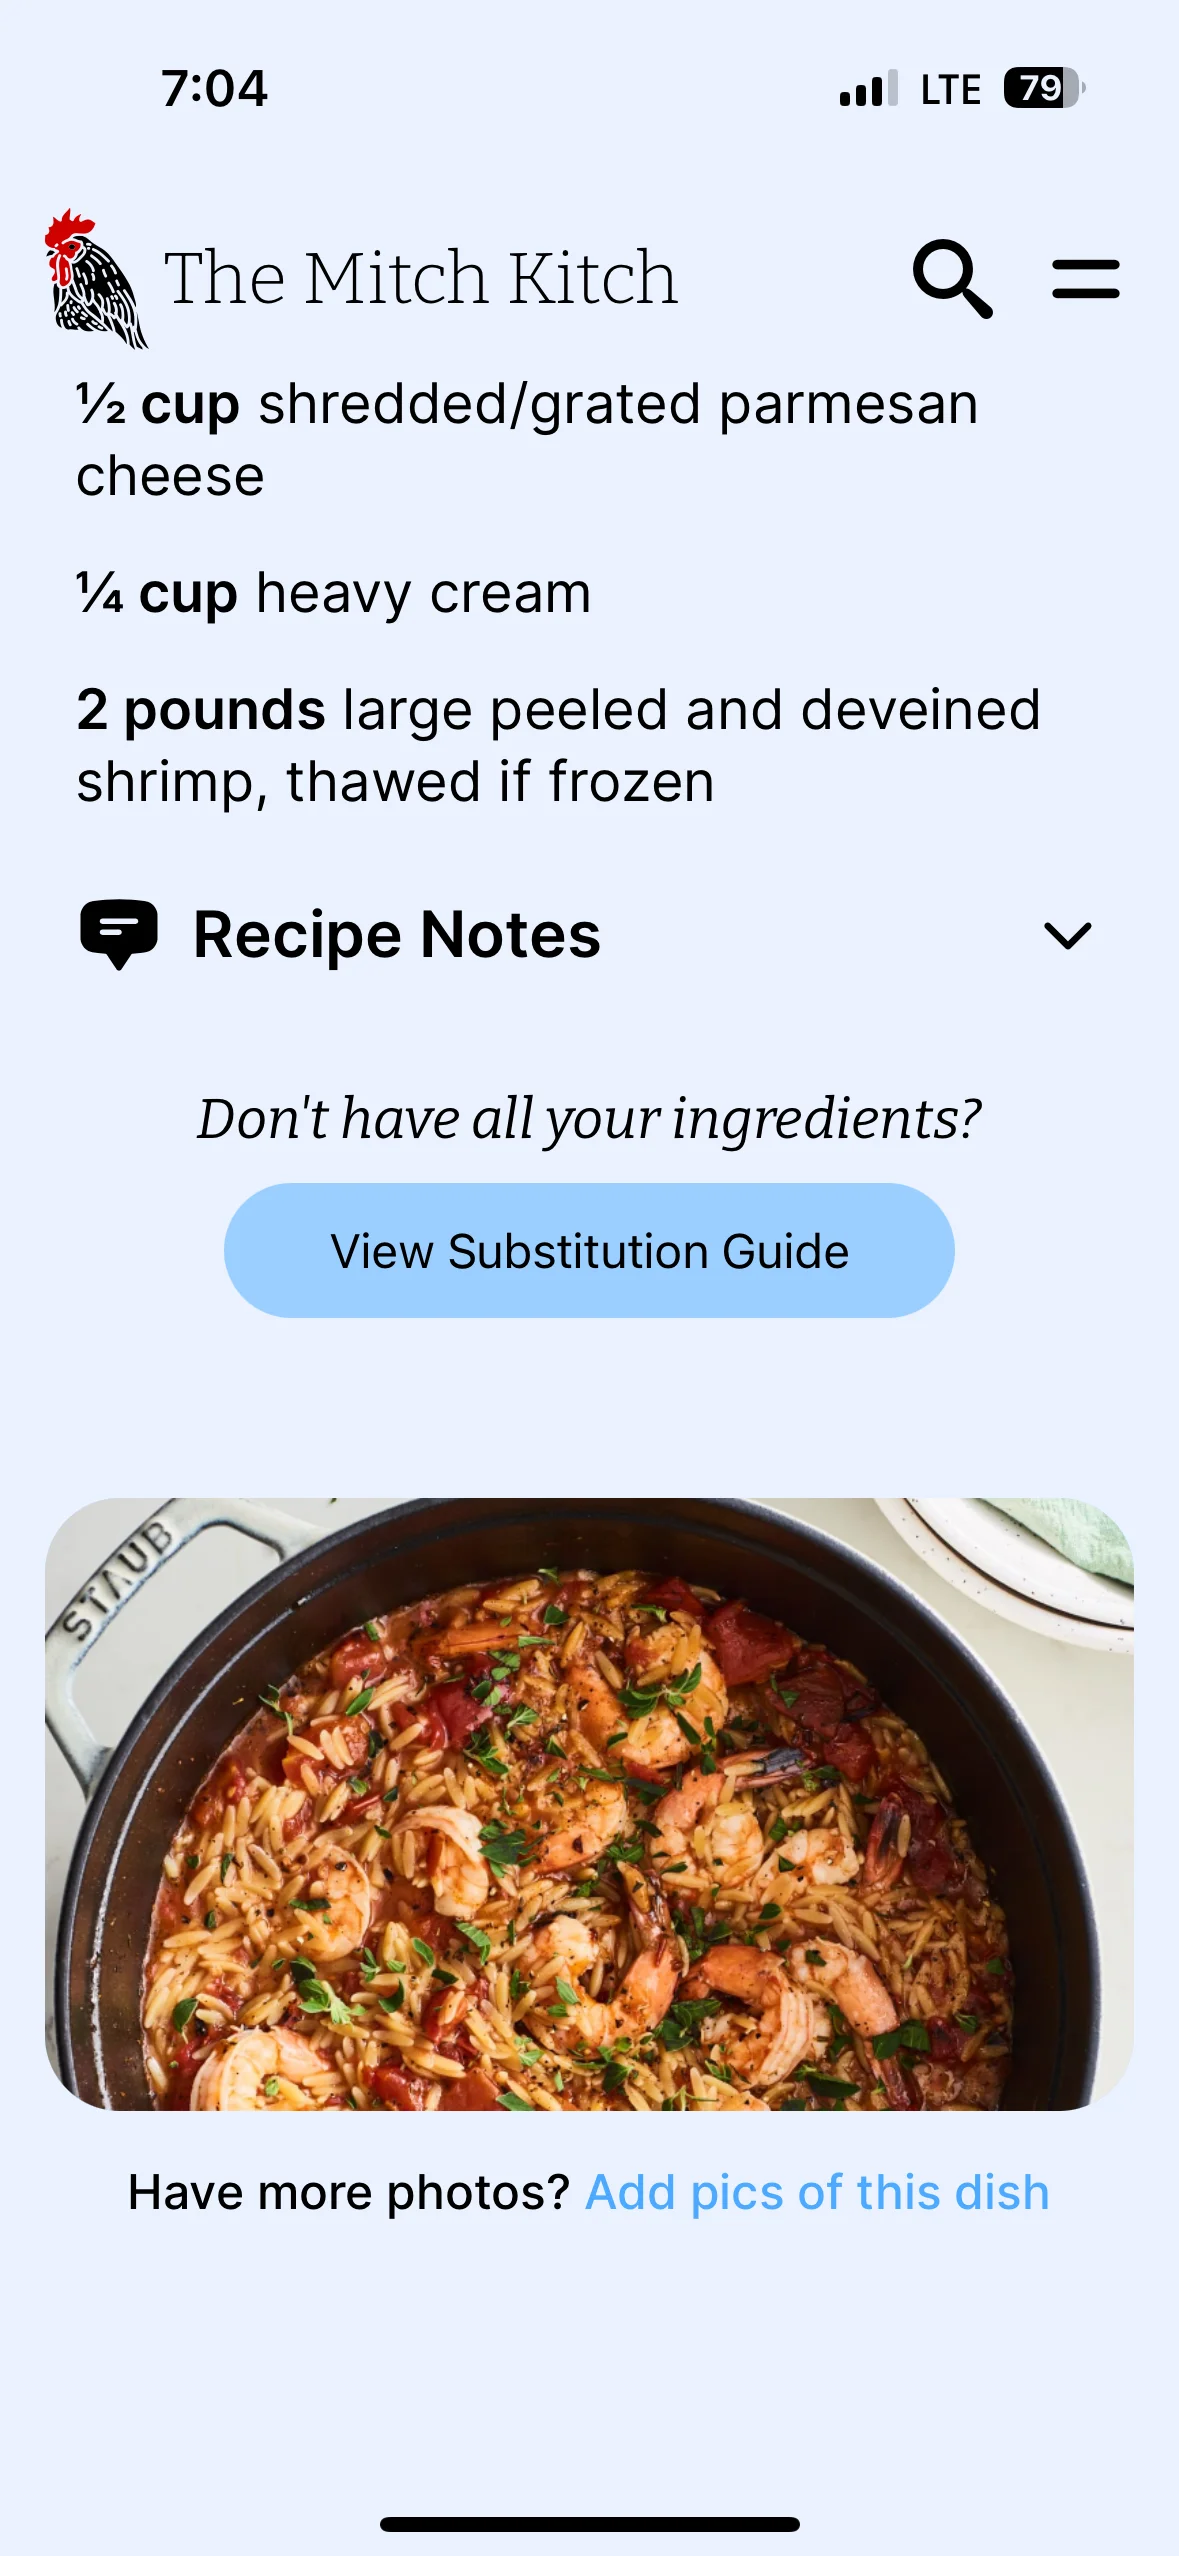 7:04
LTE
79
The Mitch Kitch
½ cup shredded/grated parmesan
cheese
¼ cup heavy cream
2 pounds large peeled and deveined
shrimp, thawed if frozen
Recipe Notes
Don't have all your ingredients?
View Substitution Guide
STAUB
Have more photos? Add pics of this dish